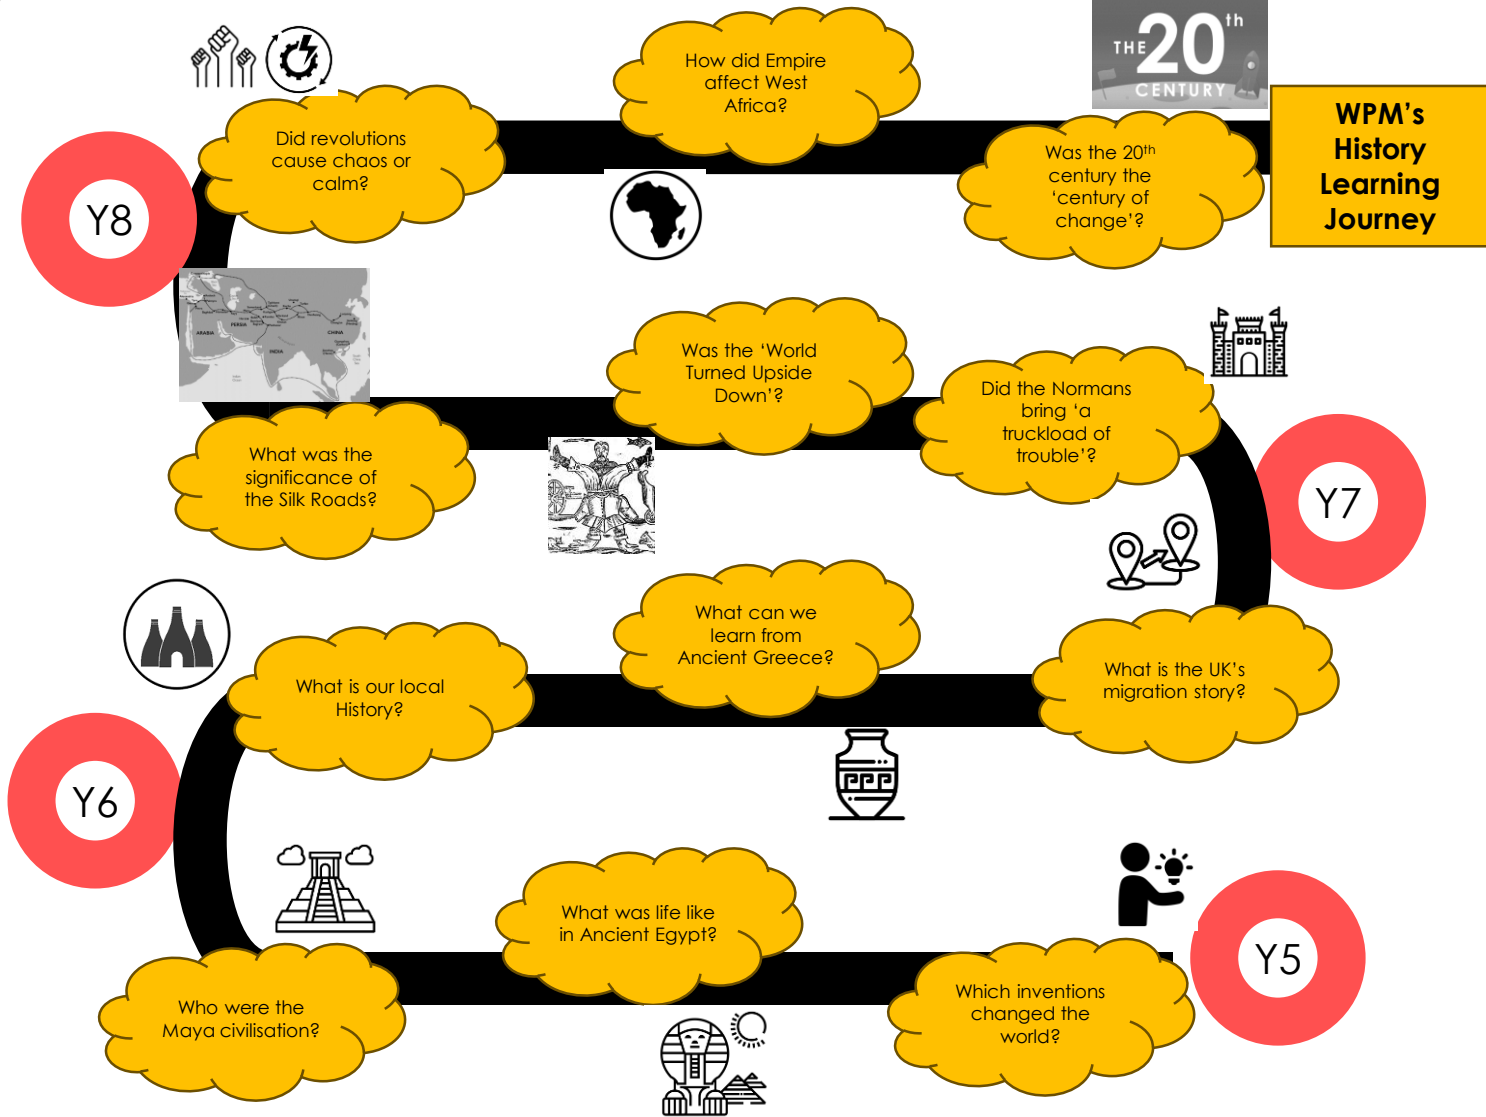 THE 20th
CENTURY
WPM’s
History
Learning
Journey
How did Empire
affect West
Africa?
Did revolutions
cause chaos or
calm?
Was the 20th
century the
‘century of
change’?
Y8
ARABIA
PERSIA
INDIA
CHINA
Was the ‘World
Turned Upside
Down’?
Did the Normans
bring ‘a
truckload of
trouble’?
What was the
significance of
the Silk Roads?
Y7
What can we
learn from
Ancient Greece?
What is the UK’s
migration story?
What is our local
History?
Y6
What was life like
in Ancient Egypt?
Y5
Which inventions
changed the
world?
Who were the
Maya civilisation?